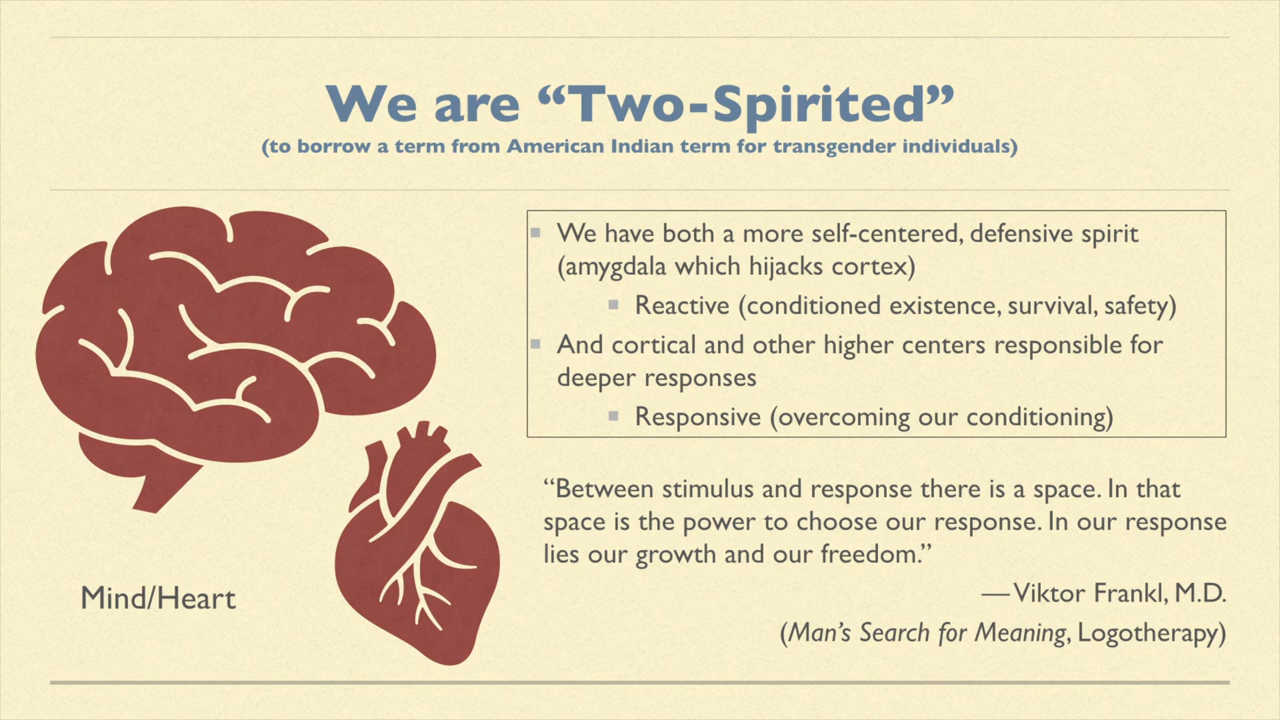 We are “Two-Spirited”
(to borrow a term from American Indian term for transgender individuals)
We have both a more self-centered, defensive spirit
(amygdala which hijacks cortex)
Reactive (conditioned existence, survival, safety)
And cortical and other higher centers responsible for
deeper responses
Responsive (overcoming our conditioning)
“Between stimulus and response there is a space. In that
space is the power to choose our response. In our response
lies our growth and our freedom.”
— Viktor Frankl, M.D.
(Man’s Search for Meaning, Logotherapy)
Mind/Heart